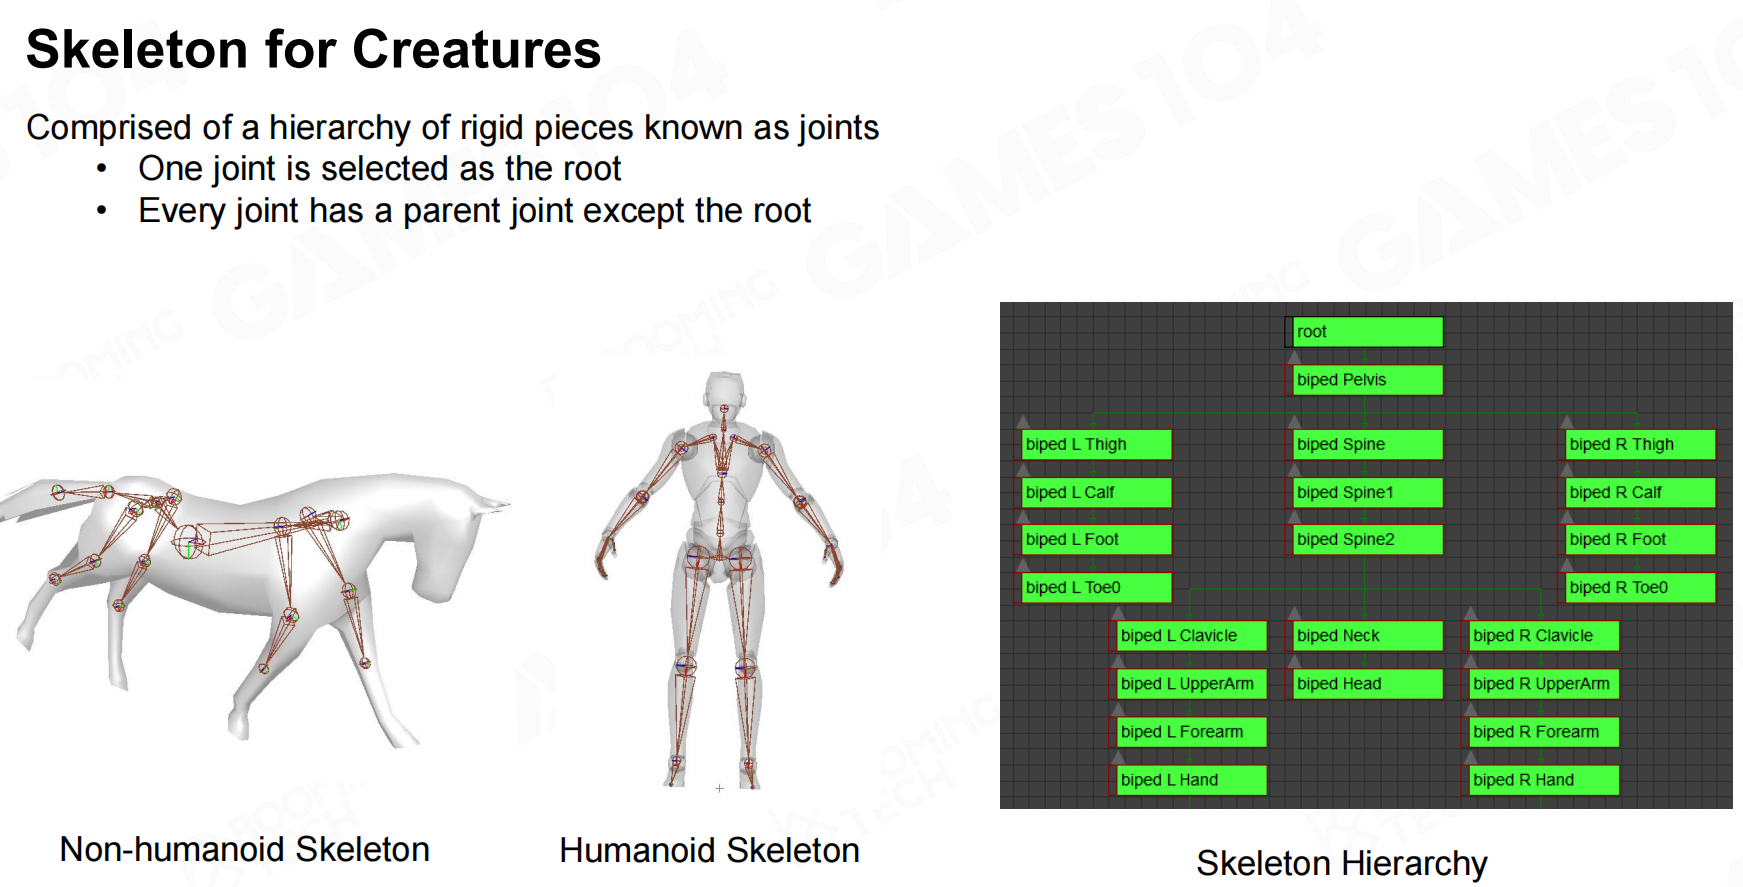 Skeleton for Creatures
Comprised of a hierarchy of rigid pieces known as joints
• One joint is selected as the root
• Every joint has a parent joint except the root
root
biped Pelvis
biped L Thigh
biped Spine
biped R Thigh
biped L Calf
biped Spine1
biped R Calf
biped L Foot
biped Spine2
biped R Foot
biped L Toe0
biped R Toe0
biped L Clavicle
biped Neck
biped R Clavicle
biped L UpperArm
biped Head
biped R UpperArm
biped L Forearm
biped R Forearm
biped L Hand
biped R Hand
Non-humanoid Skeleton
Humanoid Skeleton
Skeleton Hierarchy
GAMES104
GAMES104
BOOMING
TECH